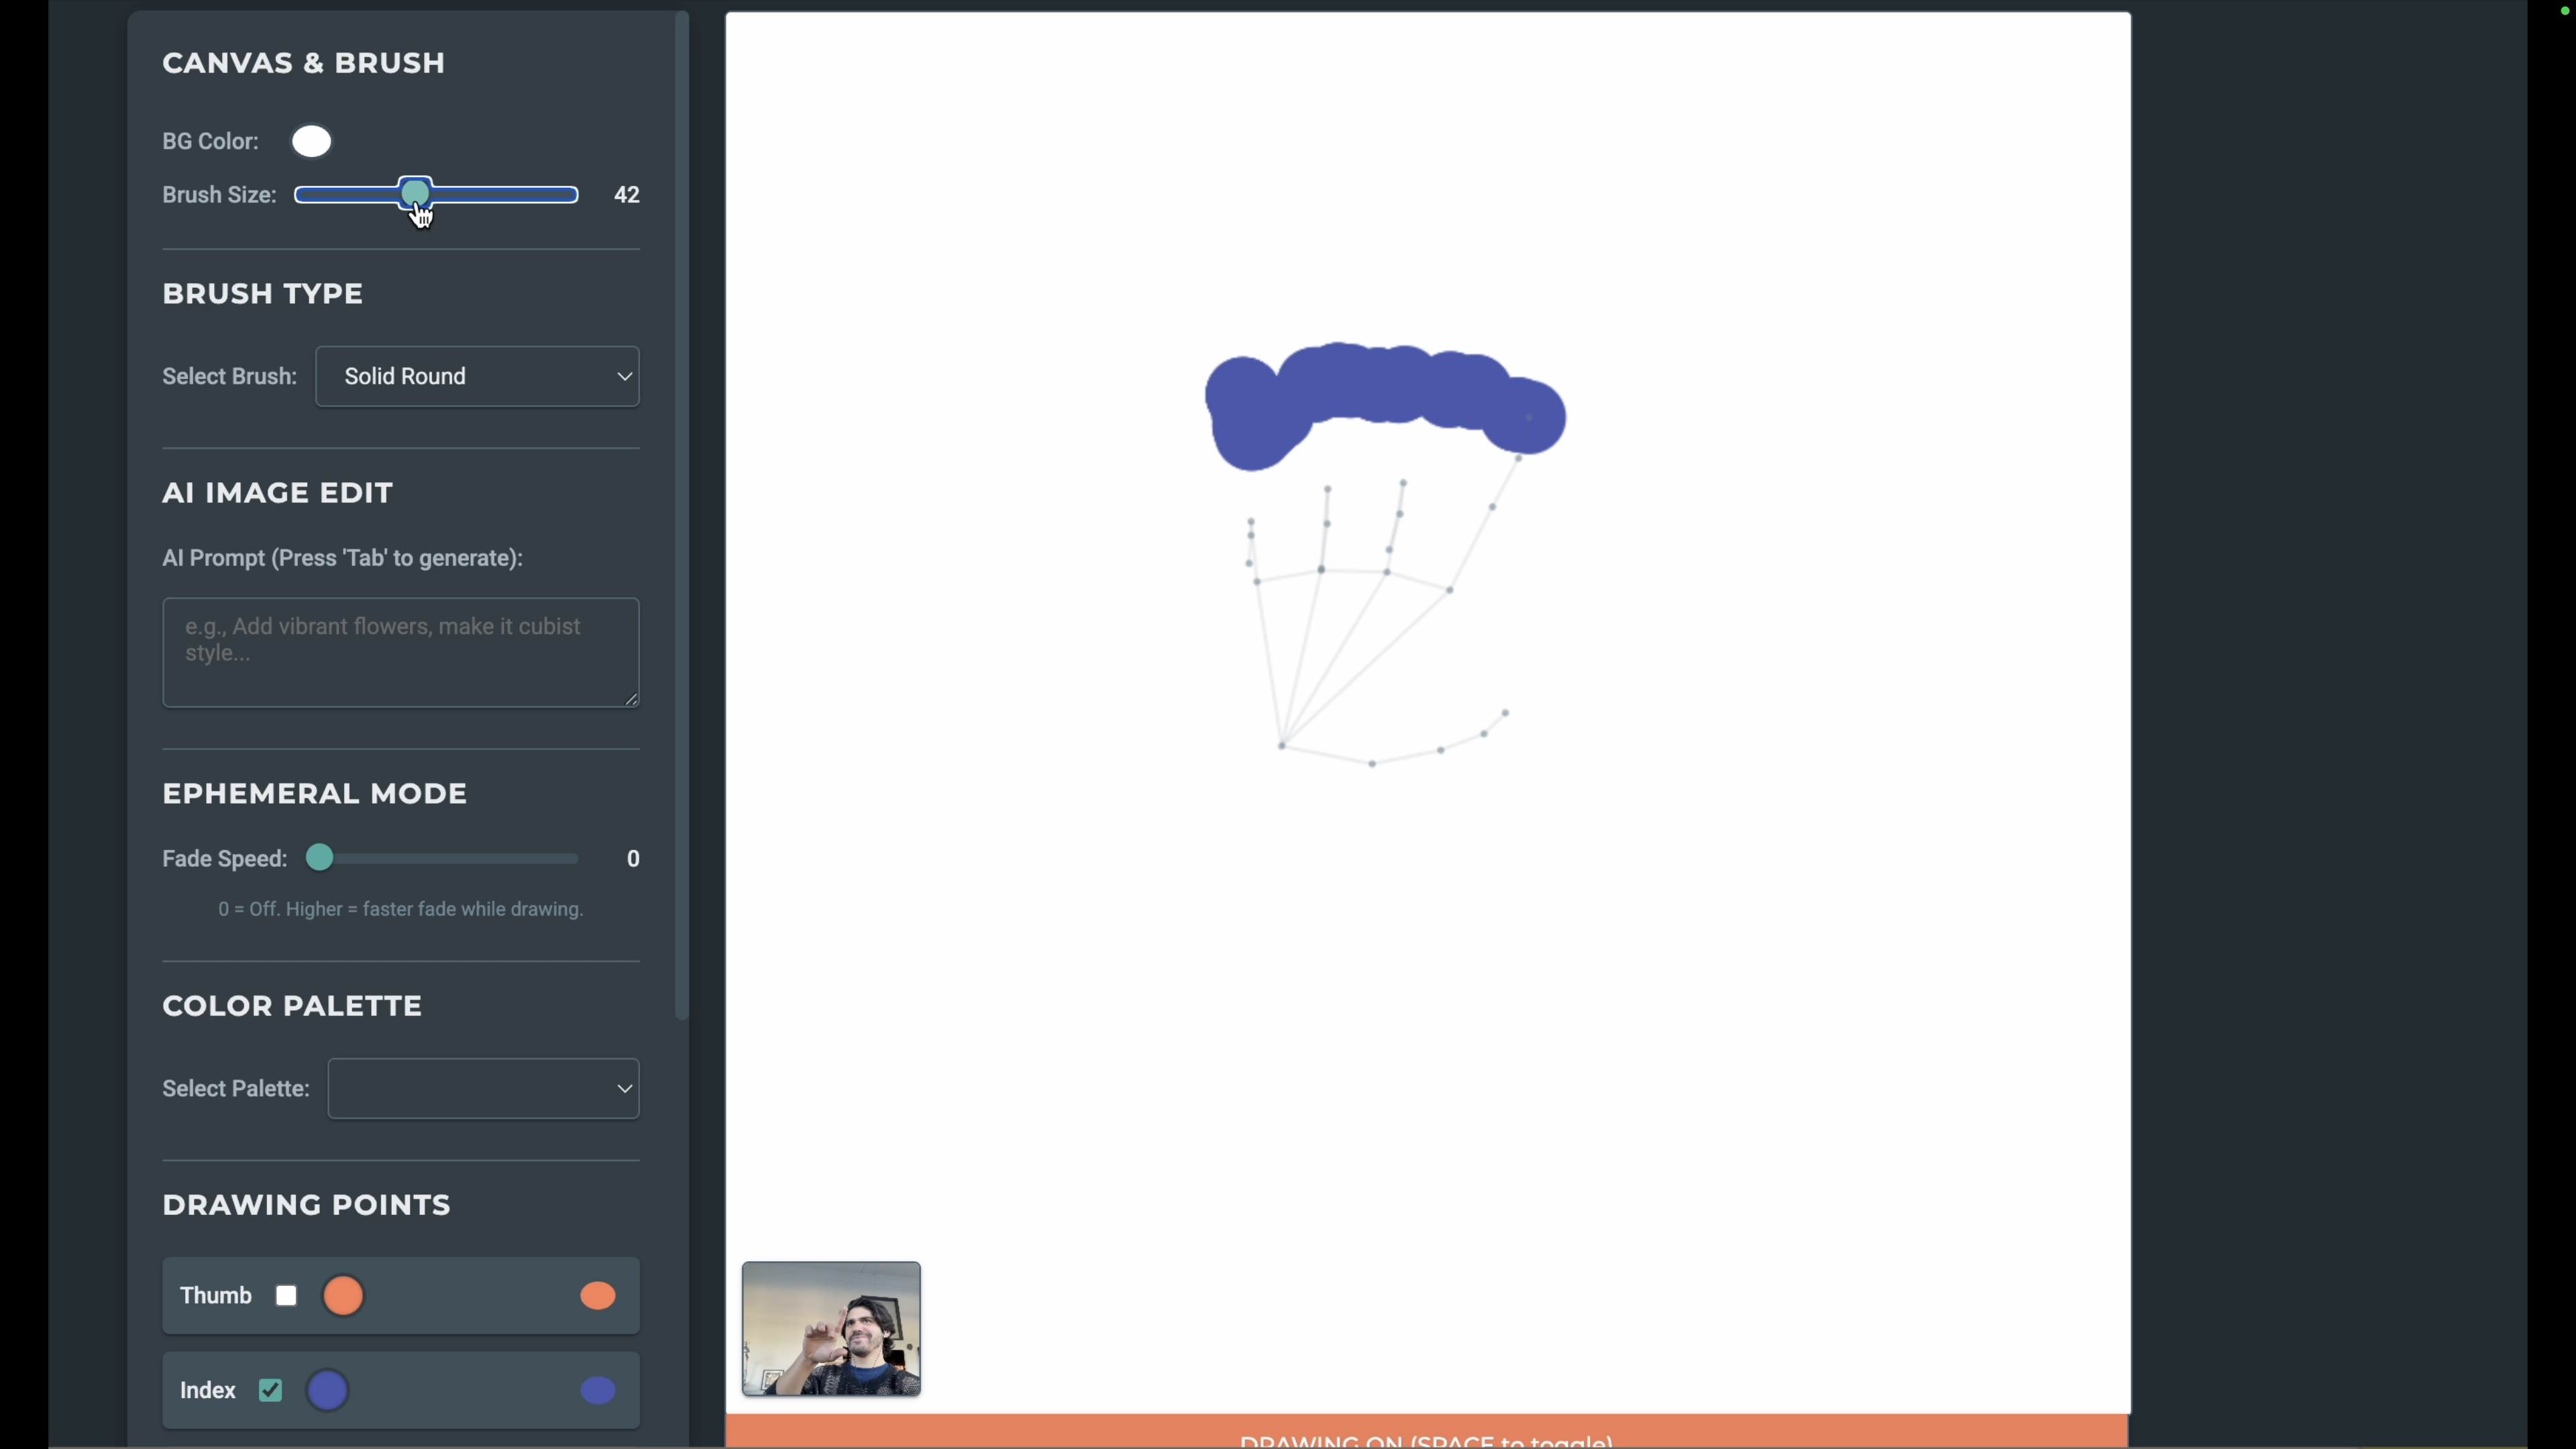 CANVAS & BRUSH
BG Color:
Brush Size:
42
BRUSH TYPE
Select Brush:
Solid Round
AI IMAGE EDIT
AI Prompt (Press 'Tab' to generate):
e.g., Add vibrant flowers, make it cubist
style...
EPHEMERAL MODE
Fade Speed:
0
0 = Off. Higher = faster fade while drawing.
COLOR PALETTE
Select Palette:
DRAWING POINTS
Thumb
Index
DRAWING ON (SPACE to toggle)